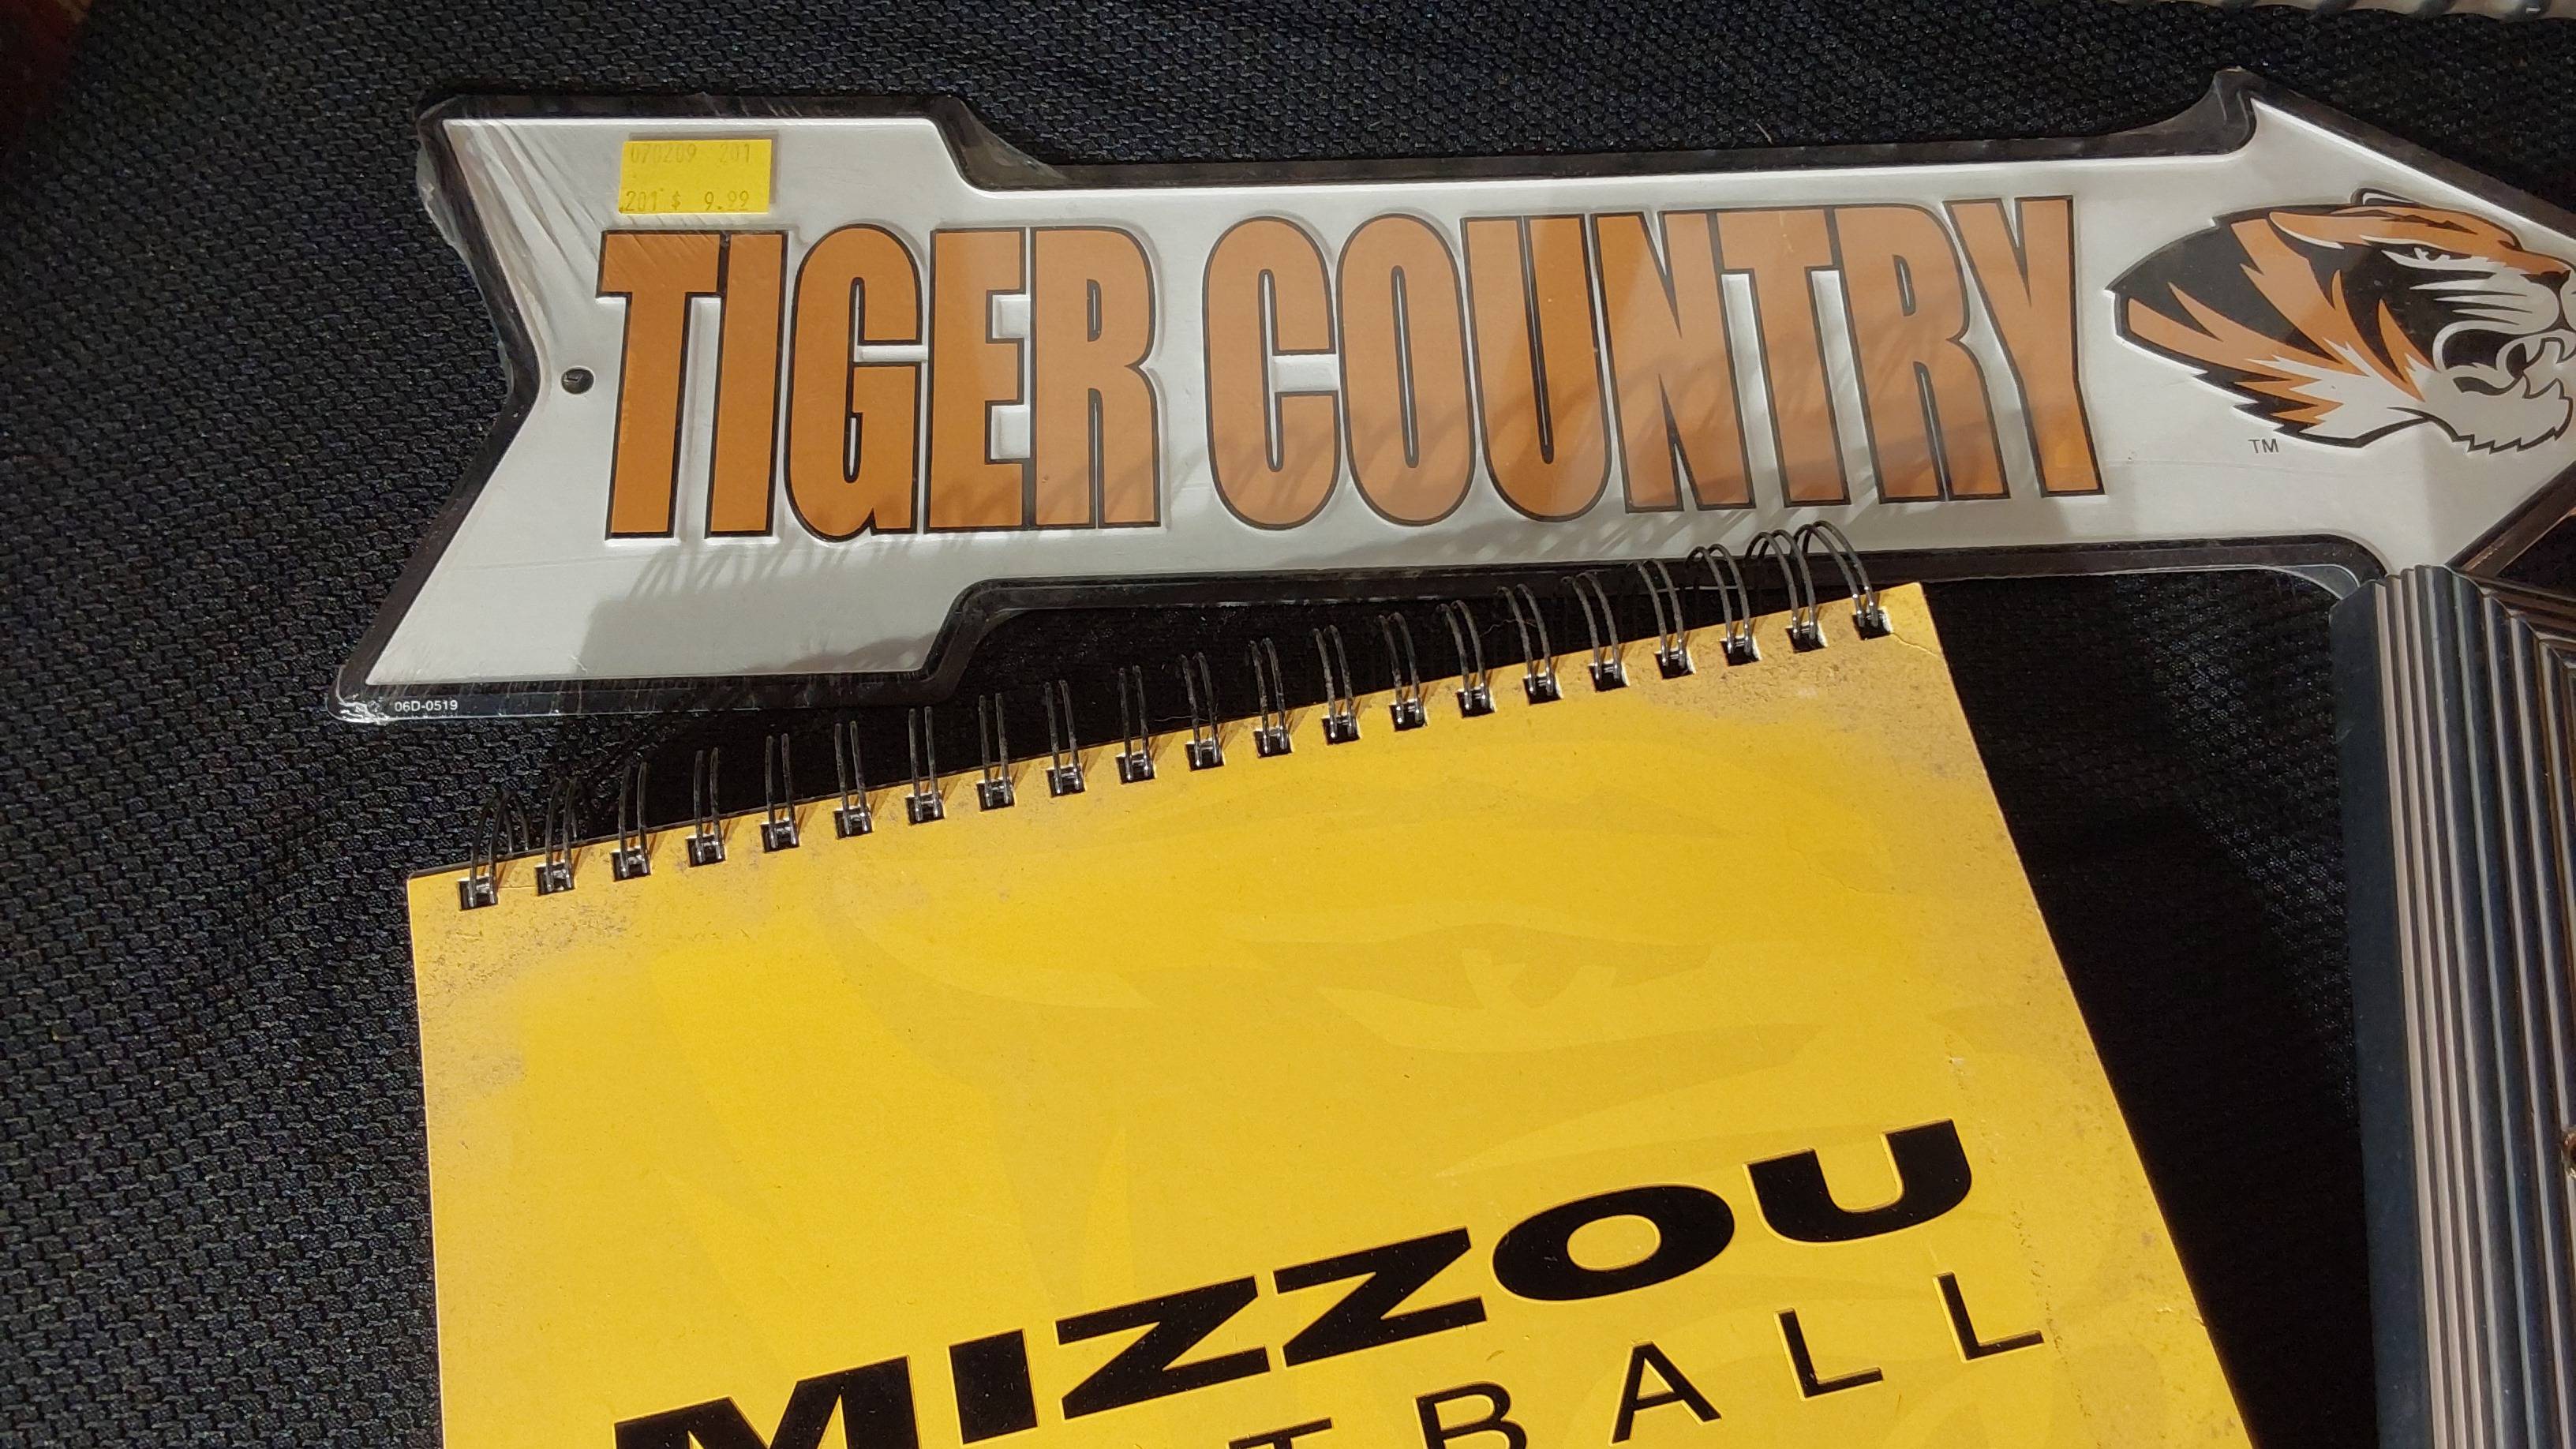 070209 201
201 $ 9.99
TIGER COUNTRY
TM
06D-0519
MIZZOU
TBALL